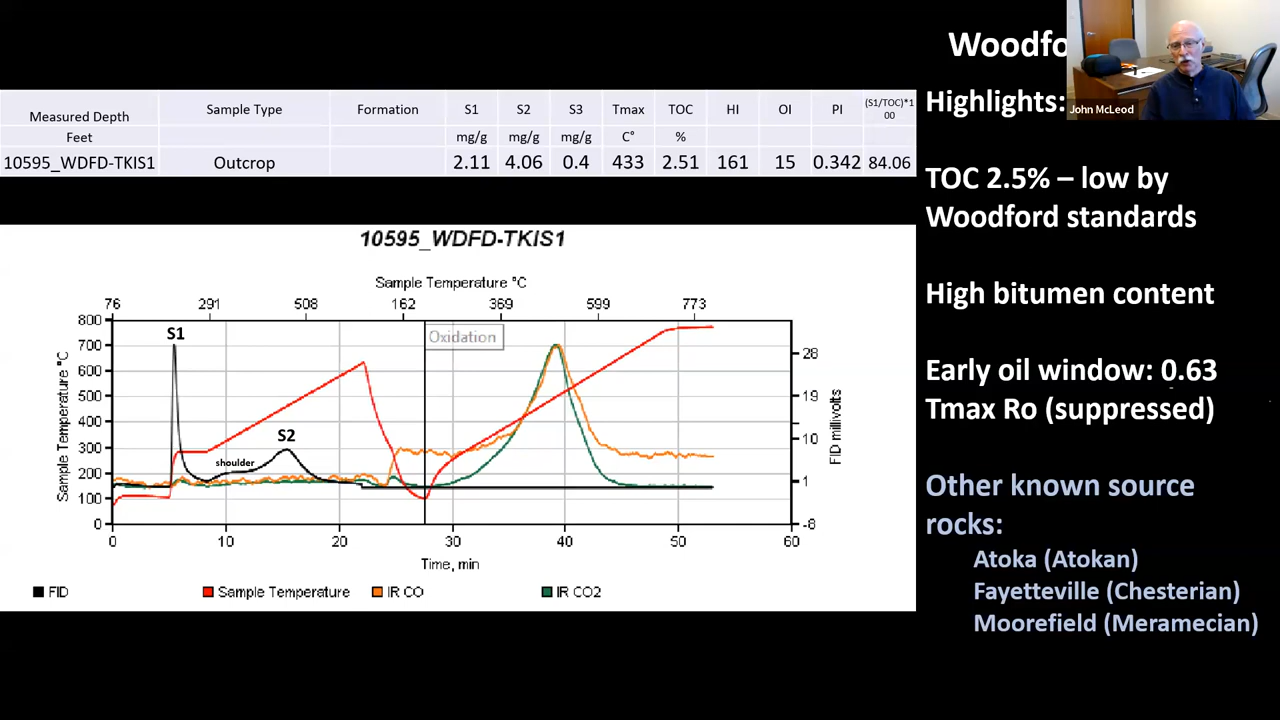 Woodfo
John McLeod
Highlights:
TOC 2.5% – low by
Woodford standards
High bitumen content
Early oil window: 0.63
Tmax Ro (suppressed)
Other known source
rocks:
Atoka (Atokan)
Fayetteville (Chesterian)
Moorefield (Meramecian)
Measured Depth Sample Type Formation S1 S2 S3 Tmax TOC HI OI PI (S1/TOC)*1
00
Feet mg/g mg/g mg/g C° %
10595_WDFD-TKIS1 Outcrop 2.11 4.06 0.4 433 2.51 161 15 0.342 84.06
10595_WDFD-TKIS1
Sample Temperature °C
76 291 508 162 369 599 773
800
700
600
500
400
300
200
100
0
Sample Temperature °C
S1
S2
shoulder
Oxidation
28
19
10
1
-8
FID millivolts
0 10 20 30 40 50 60
Time, min
FID Sample Temperature IR CO IR CO2